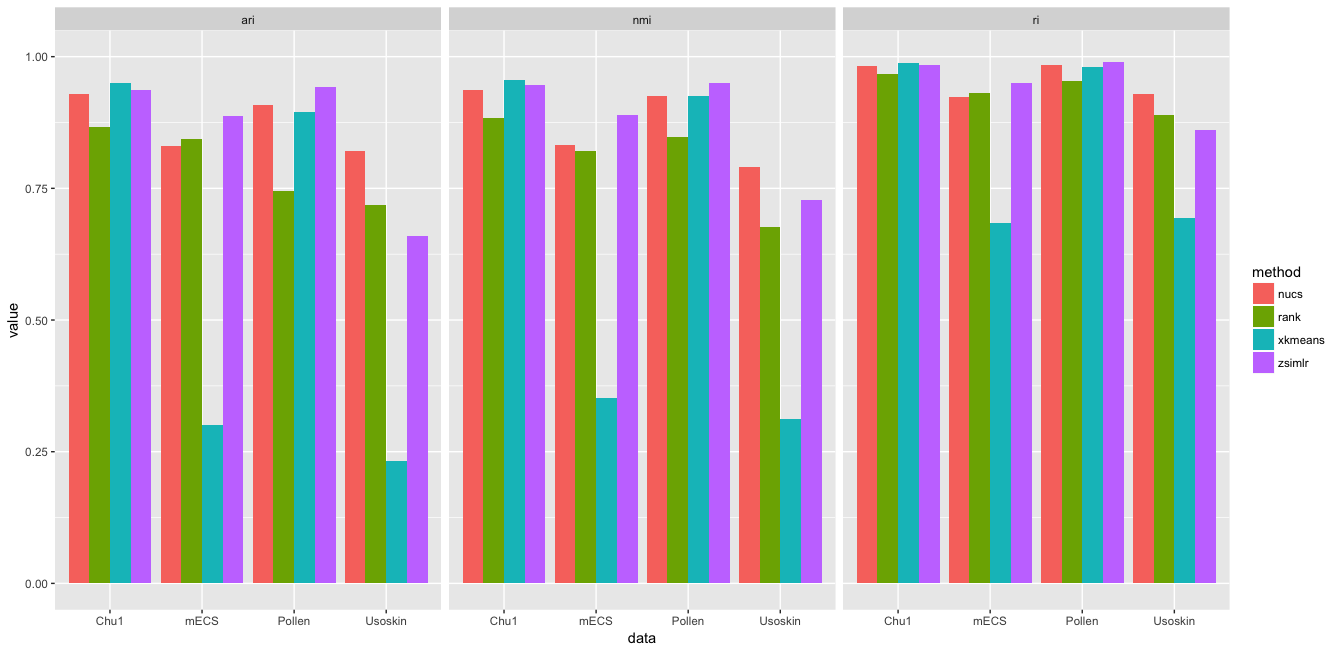 ari
nmi
ri
value
1.00
0.75
0.50
0.25
0.00
Chu1 mECS Pollen Usoskin
Chu1 mECS Pollen Usoskin
Chu1 mECS Pollen Usoskin
data
method
nucs
rank
xkmeans
zsimlr